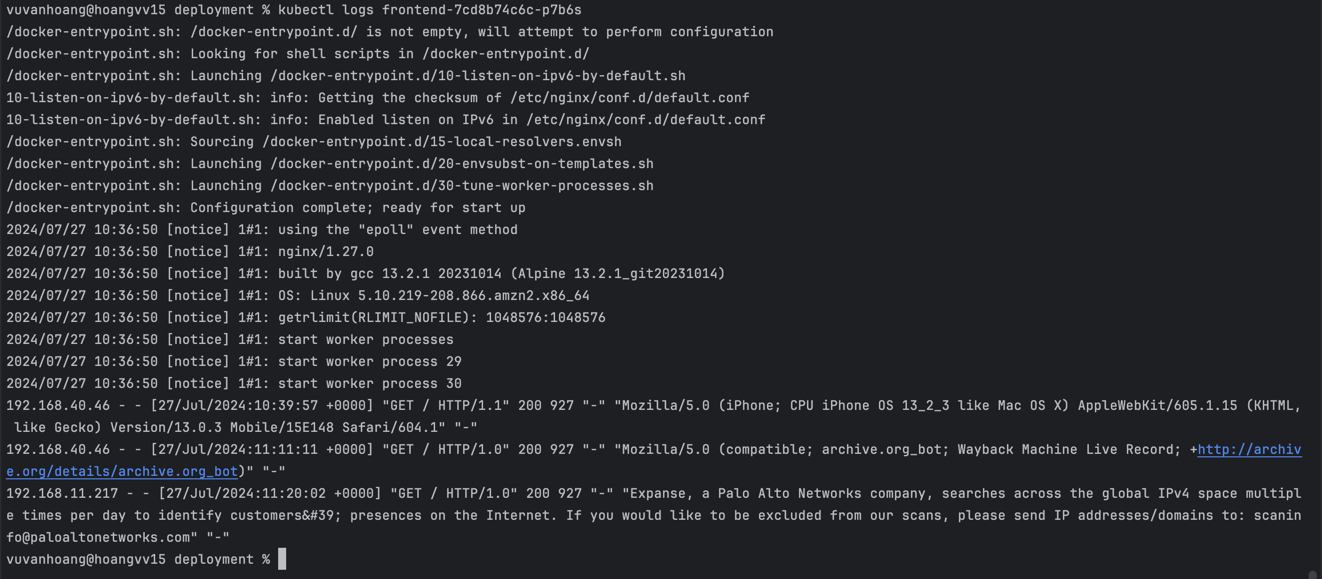 vuvanhoang@hoangvv15 deployment % kubectl logs frontend-7cd8b74c6c-p7b6s
/docker-entrypoint.sh: /docker-entrypoint.d/ is not empty, will attempt to perform configuration
/docker-entrypoint.sh: Looking for shell scripts in /docker-entrypoint.d/
/docker-entrypoint.sh: Launching /docker-entrypoint.d/10-listen-on-ipv6-by-default.sh
10-listen-on-ipv6-by-default.sh: info: Getting the checksum of /etc/nginx/conf.d/default.conf
10-listen-on-ipv6-by-default.sh: info: Enabled listen on IPv6 in /etc/nginx/conf.d/default.conf
/docker-entrypoint.sh: Sourcing /docker-entrypoint.d/15-local-resolvers.envsh
/docker-entrypoint.sh: Launching /docker-entrypoint.d/20-envsubst-on-templates.sh
/docker-entrypoint.sh: Launching /docker-entrypoint.d/30-tune-worker-processes.sh
/docker-entrypoint.sh: Configuration complete; ready for start up
2024/07/27 10:36:50 [notice] 1#1: using the "epoll" event method
2024/07/27 10:36:50 [notice] 1#1: nginx/1.27.0
2024/07/27 10:36:50 [notice] 1#1: built by gcc 13.2.1 20231014 (Alpine 13.2.1_git20231014)
2024/07/27 10:36:50 [notice] 1#1: OS: Linux 5.10.219-208.866.amzn2.x86_64
2024/07/27 10:36:50 [notice] 1#1: getrlimit(RLIMIT_NOFILE): 1048576:1048576
2024/07/27 10:36:50 [notice] 1#1: start worker processes
2024/07/27 10:36:50 [notice] 1#1: start worker process 29
2024/07/27 10:36:50 [notice] 1#1: start worker process 30
192.168.40.46 - - [27/Jul/2024:10:39:57 +0000] "GET / HTTP/1.1" 200 927 "-" "Mozilla/5.0 (iPhone; CPU iPhone OS 13_2_3 like Mac OS X) AppleWebKit/605.1.15 (KHTML,
 like Gecko) Version/13.0.3 Mobile/15E148 Safari/604.1" "-"
192.168.40.46 - - [27/Jul/2024:11:11:11 +0000] "GET / HTTP/1.0" 200 927 "-" "Mozilla/5.0 (compatible; archive.org_bot; Wayback Machine Live Record; +http://archiv
e.org/details/archive.org_bot)" "-"
192.168.11.217 - - [27/Jul/2024:11:20:02 +0000] "GET / HTTP/1.0" 200 927 "-" "Expanse, a Palo Alto Networks company, searches across the global IPv4 space multipl
e times per day to identify customers&#39; presences on the Internet. If you would like to be excluded from our scans, please send IP addresses/domains to: scanin
fo@paloaltonetworks.com" "-"
vuvanhoang@hoangvv15 deployment %